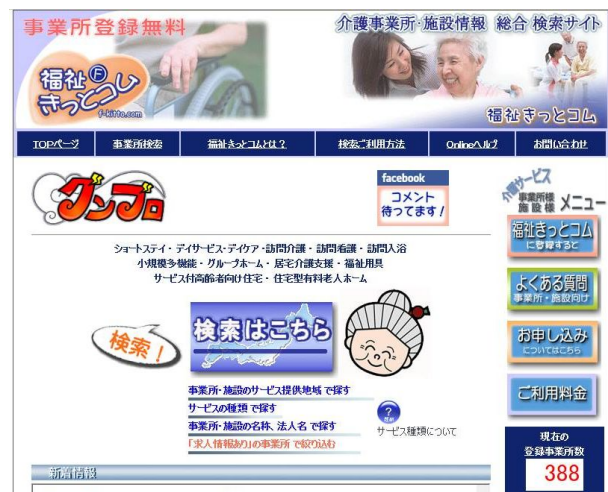 事業所登録無料
介護事業所・施設情報 総合 検索サイト
福祉 F
きっとコム
f-kitto.com
福祉きっとコム
TOPページ
事業所検索
福祉きっとコムとは?
検索ご利用方法
Onlineヘルプ
お問い合わせ
グンブロ
facebook
コメント
待ってます!
介護サービス
事業所様
施設様 メニュー
ショートステイ・デイサービス・デイケア・訪問介護・訪問看護・訪問入浴
小規模多機能・グループホーム・居宅介護支援・福祉用具
サービス付高齢者向け住宅・住宅型有料老人ホーム
福祉きっとコム
に登録すると
よくある質問
事業所・施設向け
検索!
検索はこちら
お申し込み
についてはこちら
ご利用料金
事業所・施設のサービス提供地域 で探す
サービスの種類 で探す
事業所・施設の名称、法人名 で探す
「求人情報あり」の事業所 で絞り込む
?
サービス種類について
現在の
登録事業所数
388
新着情報